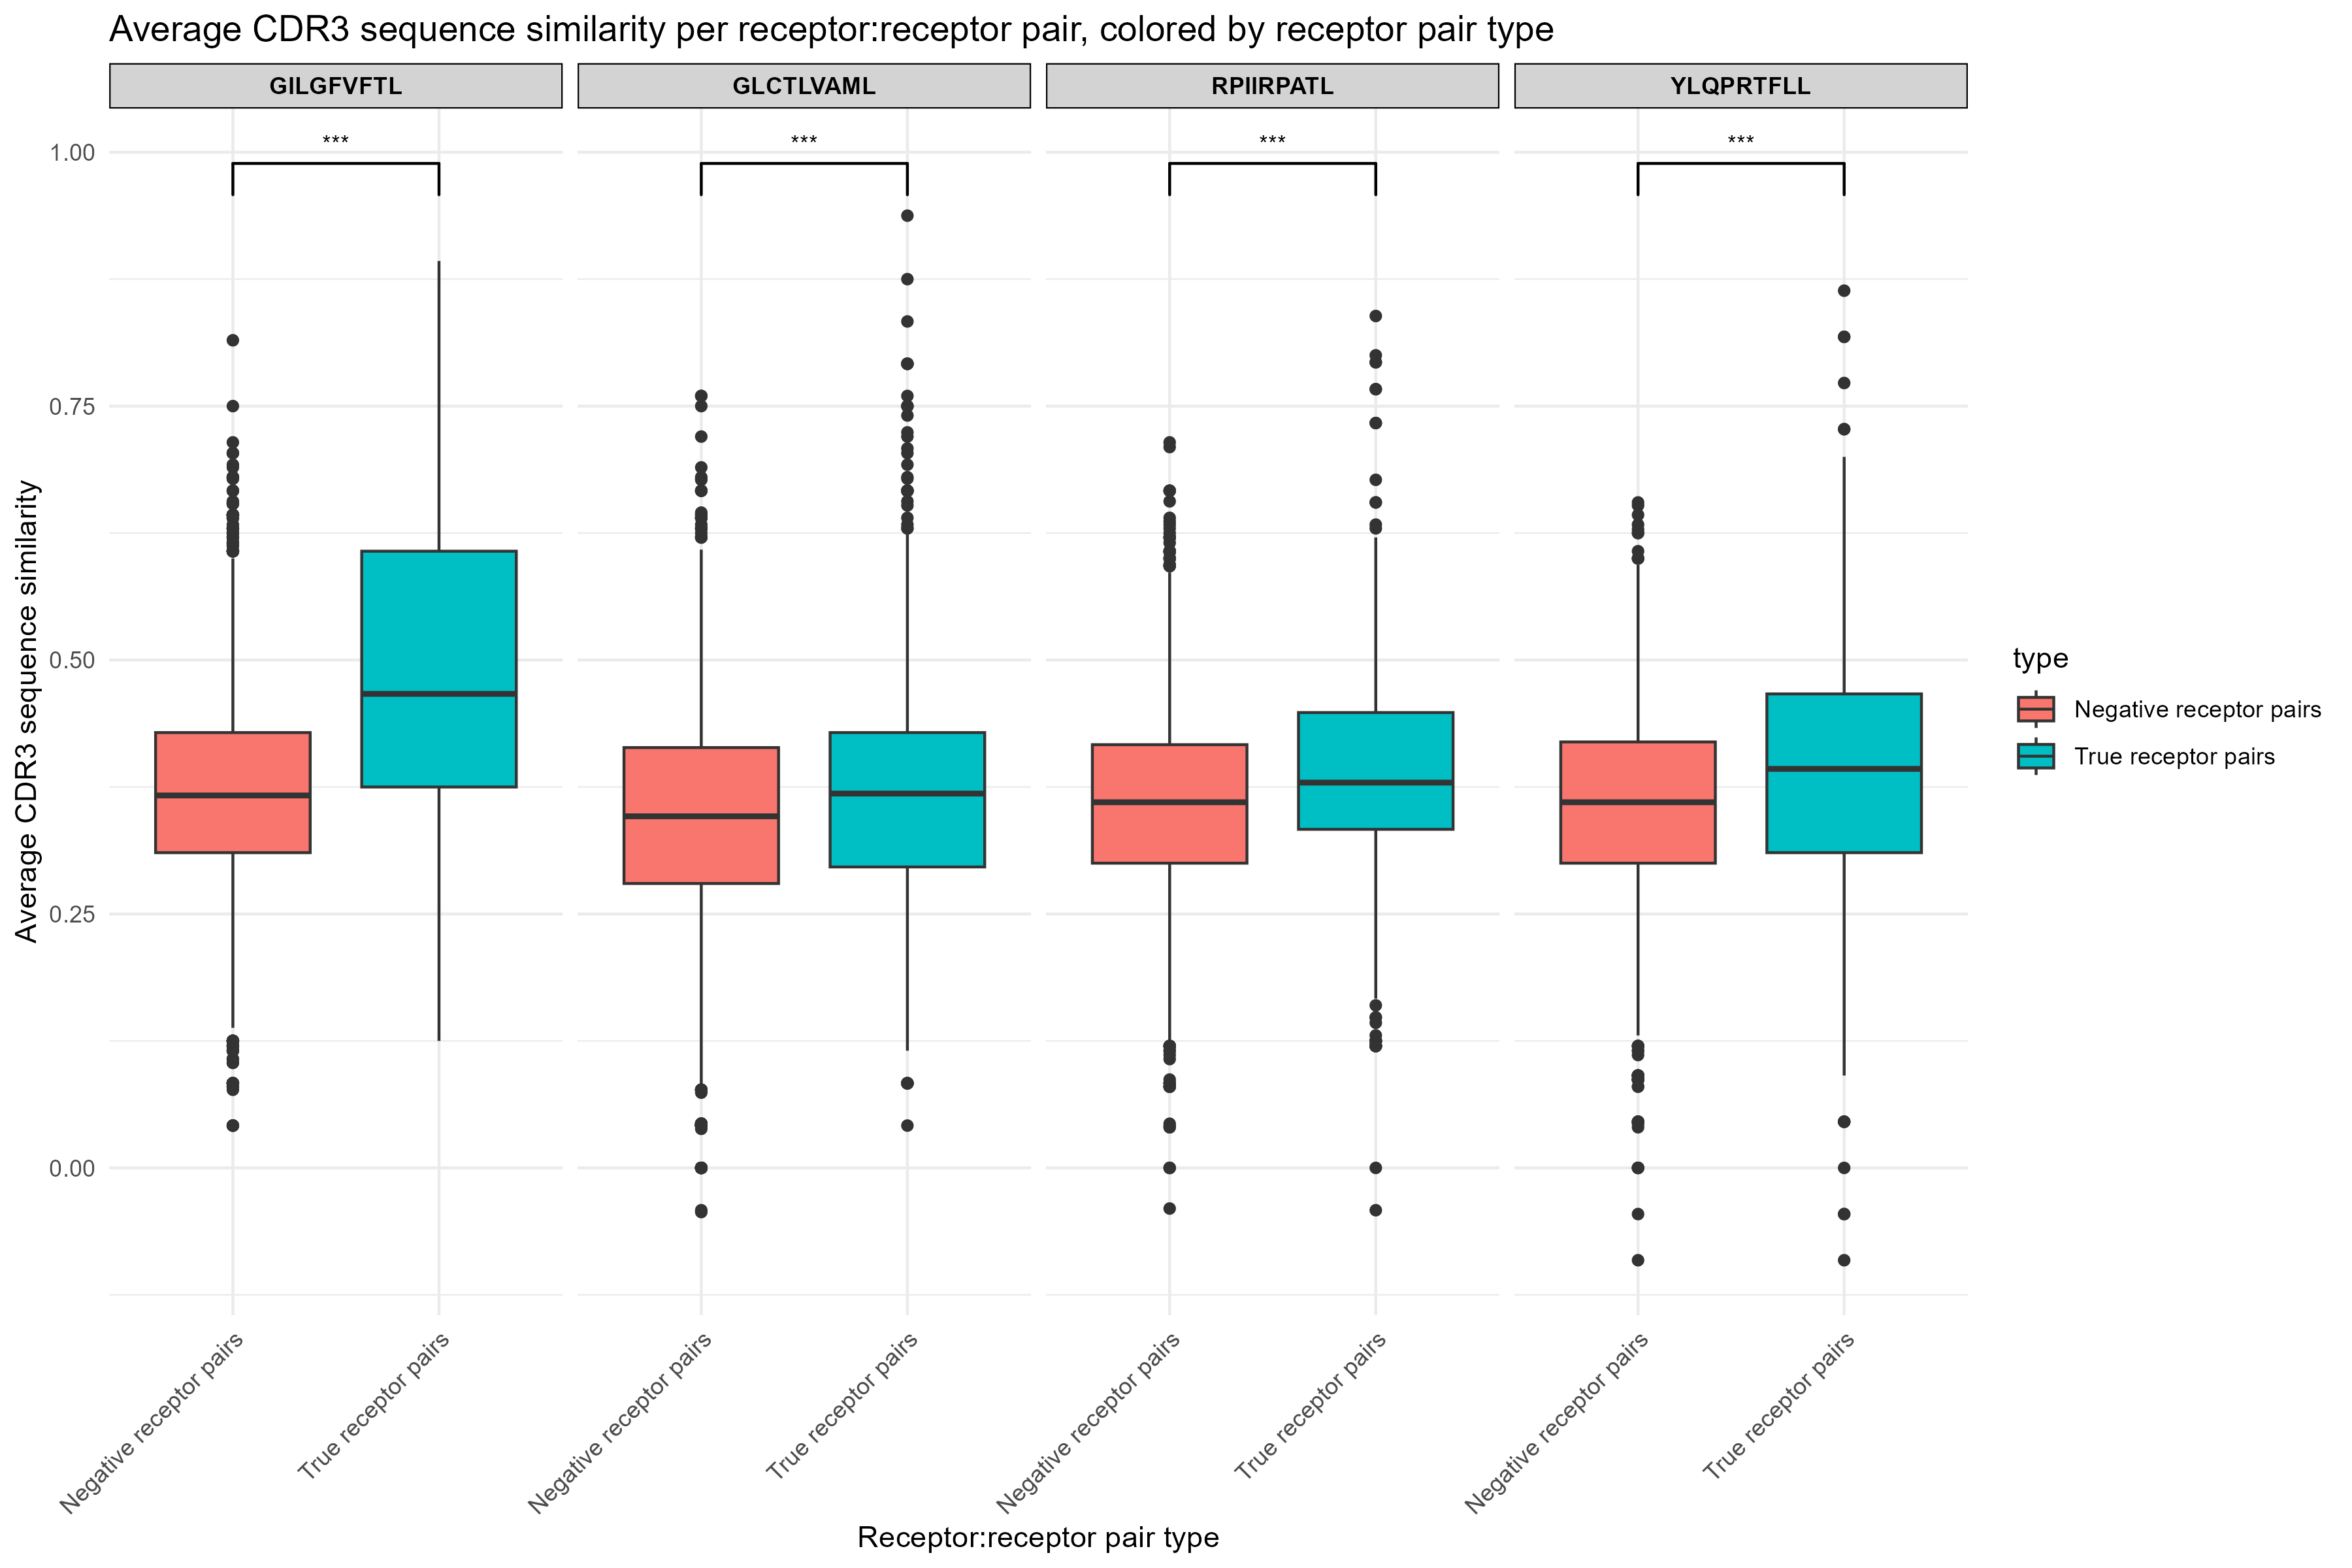 Average CDR3 sequence similarity per receptor:receptor pair, colored by receptor pair type
GILGFVFTL
GLCTLVAML
RPIIRPATL
YLQPRTFLL
***
***
***
***
Average CDR3 sequence similarity
1.00
0.75
0.50
0.25
0.00
Negative receptor pairs
True receptor pairs
Negative receptor pairs
True receptor pairs
Negative receptor pairs
True receptor pairs
Negative receptor pairs
True receptor pairs
Receptor:receptor pair type
type
Negative receptor pairs
True receptor pairs